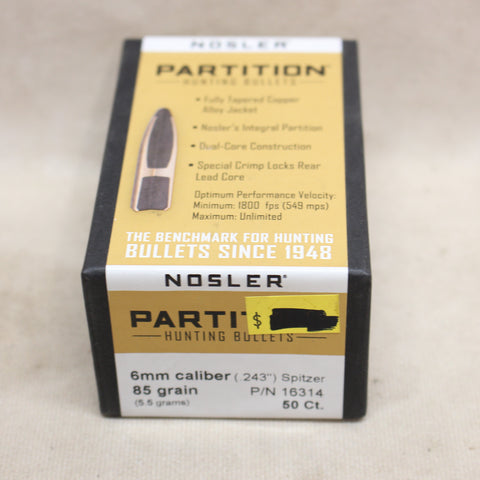 NOSLER
PARTITION®
HUNTING BULLETS
• Fully Tapered Copper
Alloy Jacket
• Nosler's Integral Partition
• Dual-Core Construction
• Special Crimp Locks Rear
Lead Core
Optimum Performance Velocity:
Minimum: 1800 fps (549 mps)
Maximum: Unlimited
THE BENCHMARK FOR HUNTING
BULLETS SINCE 1948
NOSLER®
PARTIT
$
HUNTING BULLETS
6mm caliber (.243") Spitzer
85 grain P/N 16314
(5.5 grams) 50 Ct.